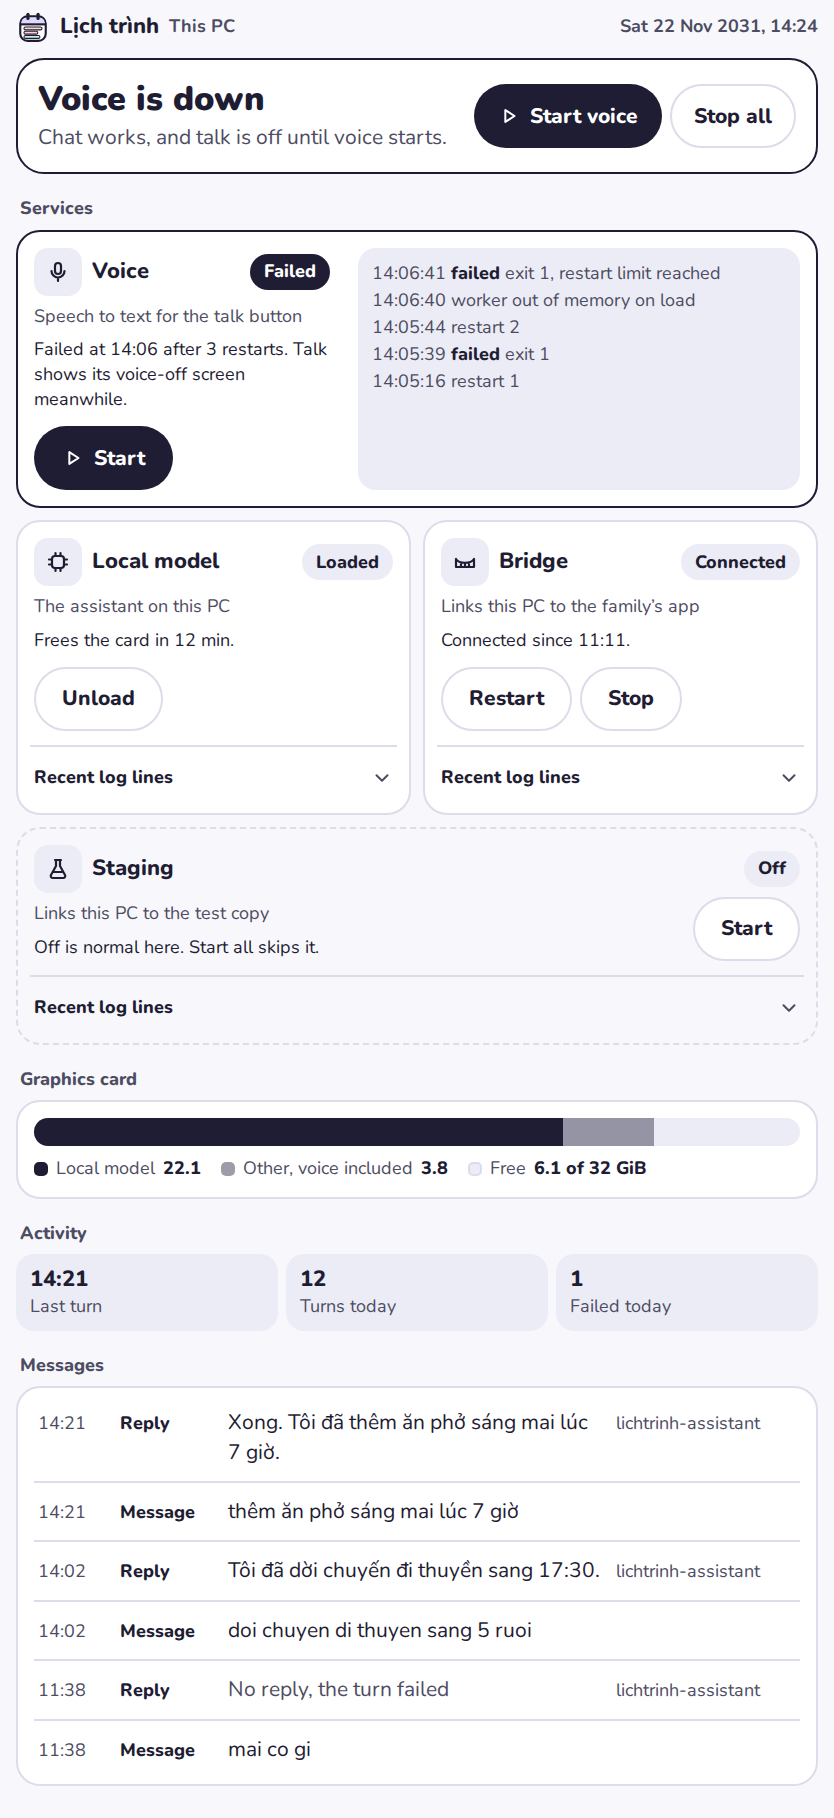 Lịch trình This PC
Sat 22 Nov 2031, 14:24
Voice is down
Chat works, and talk is off until voice starts.
Start voice
Stop all
Services
Voice
Failed
Speech to text for the talk button
Failed at 14:06 after 3 restarts. Talk
shows its voice-off screen
meanwhile.
Start
14:06:41 failed exit 1, restart limit reached
14:06:40 worker out of memory on load
14:05:44 restart 2
14:05:39 failed exit 1
14:05:16 restart 1
Local model
Loaded
The assistant on this PC
Frees the card in 12 min.
Unload
Recent log lines
Bridge
Connected
Links this PC to the family’s app
Connected since 11:11.
Restart
Stop
Recent log lines
Staging
Off
Links this PC to the test copy
Off is normal here. Start all skips it.
Start
Recent log lines
Graphics card
Local model 22.1
Other, voice included 3.8
Free 6.1 of 32 GiB
Activity
14:21
Last turn
12
Turns today
1
Failed today
Messages
14:21 Reply Xong. Tôi đã thêm ăn phở sáng mai lúc lichtrinh-assistant
7 giờ.
14:21 Message thêm ăn phở sáng mai lúc 7 giờ
14:02 Reply Tôi đã dời chuyến đi thuyền sang 17:30. lichtrinh-assistant
14:02 Message doi chuyen di thuyen sang 5 ruoi
11:38 Reply No reply, the turn failed lichtrinh-assistant
11:38 Message mai co gi